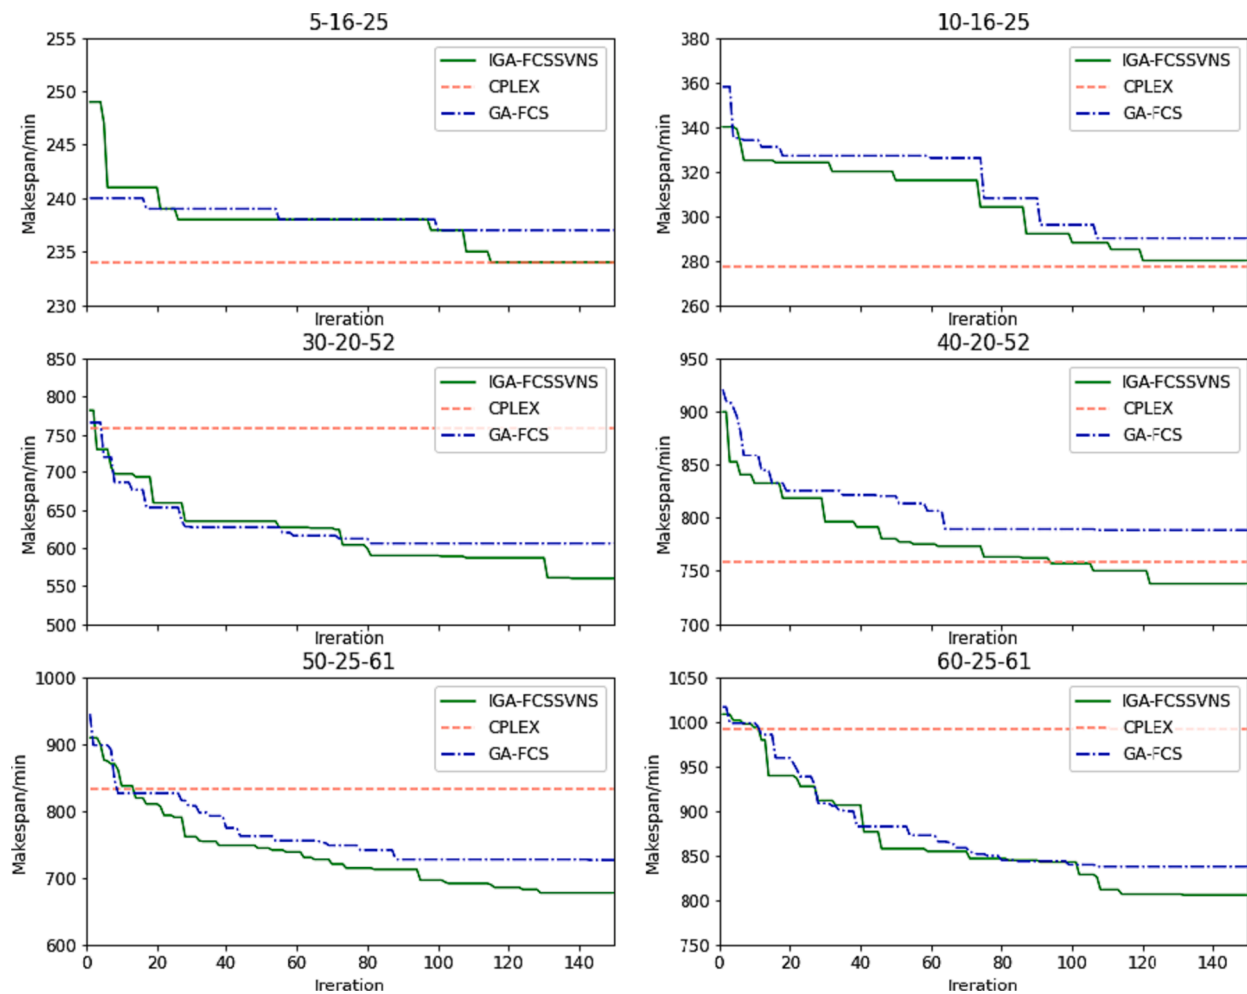 5-16-25
255
250
245
240
235
230
Makespan/min
IGA-FCSSVNS
CPLEX
GA-FCS
Ireration
10-16-25
380
360
340
320
300
280
260
Makespan/min
IGA-FCSSVNS
CPLEX
GA-FCS
Ireration
30-20-52
850
800
750
700
650
600
550
500
Makespan/min
IGA-FCSSVNS
CPLEX
GA-FCS
Ireration
40-20-52
950
900
850
800
750
700
Makespan/min
IGA-FCSSVNS
CPLEX
GA-FCS
Ireration
50-25-61
1000
900
800
700
600
Makespan/min
IGA-FCSSVNS
CPLEX
GA-FCS
0 20 40 60 80 100 120 140
Ireration
60-25-61
1050
1000
950
900
850
800
750
Makespan/min
IGA-FCSSVNS
CPLEX
GA-FCS
0 20 40 60 80 100 120 140
Ireration